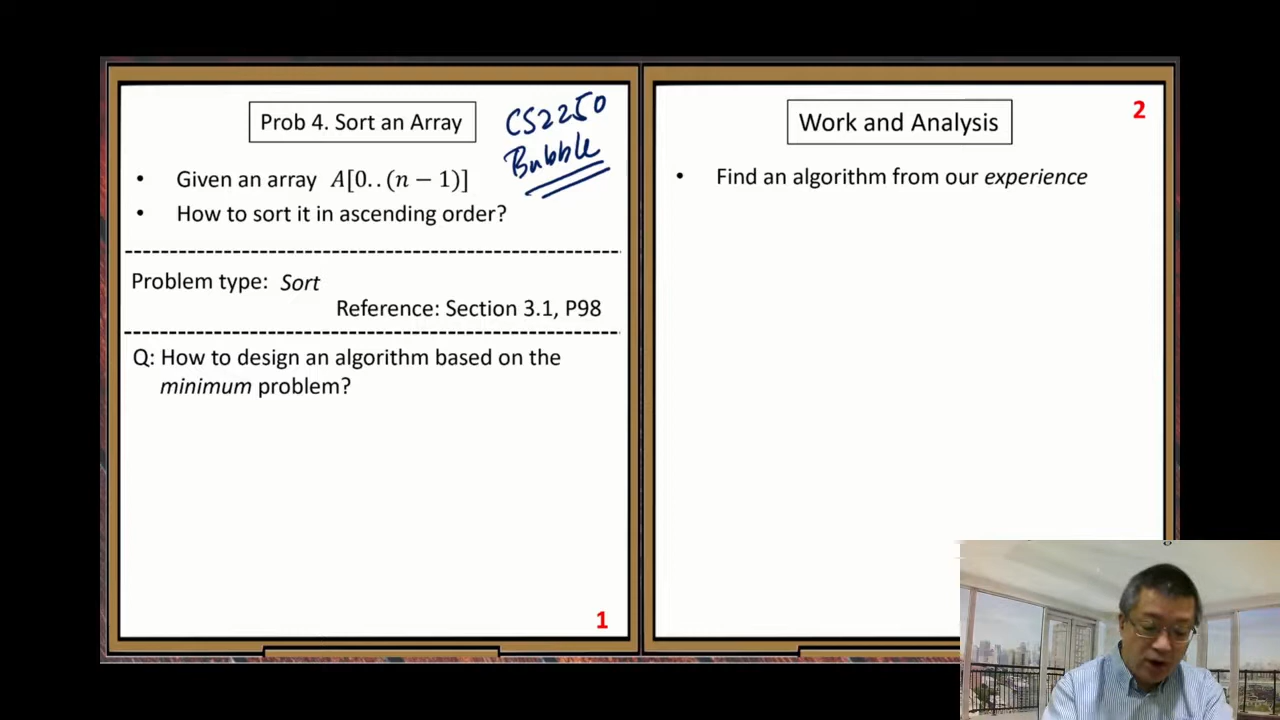 Prob 4. Sort an Array
CS2250
Bubble
• Given an array A[0..(n − 1)]
• How to sort it in ascending order?
Problem type: Sort
Reference: Section 3.1, P98
Q: How to design an algorithm based on the
minimum problem?
1
2
Work and Analysis
• Find an algorithm from our experience